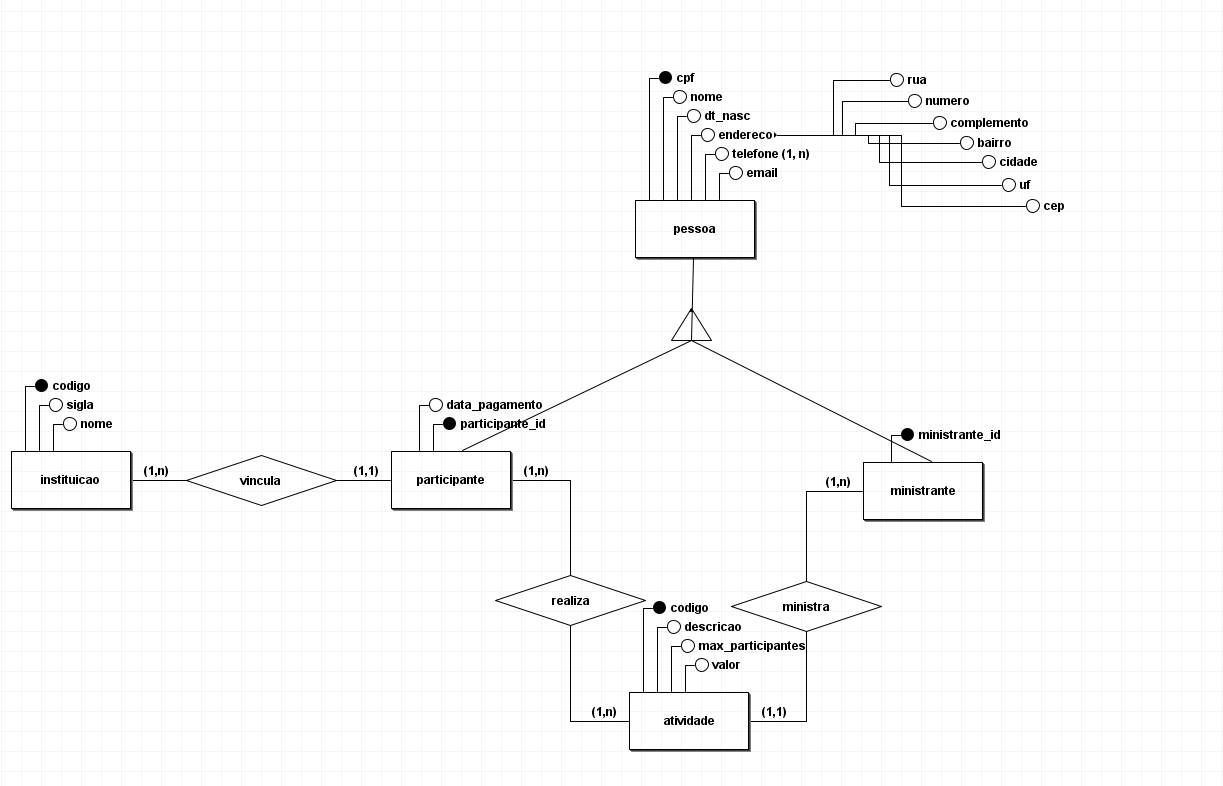 cpf
nome
dt_nasc
endereco
telefone (1, n)
email
rua
numero
complemento
bairro
cidade
uf
cep
pessoa
codigo
sigla
nome
data_pagamento
participante_id
ministrante_id
instituicao
(1,n)
vincula
(1,1)
participante
(1,n)
(1,n)
ministrante
realiza
ministra
codigo
descricao
max_participantes
valor
(1,n)
atividade
(1,1)